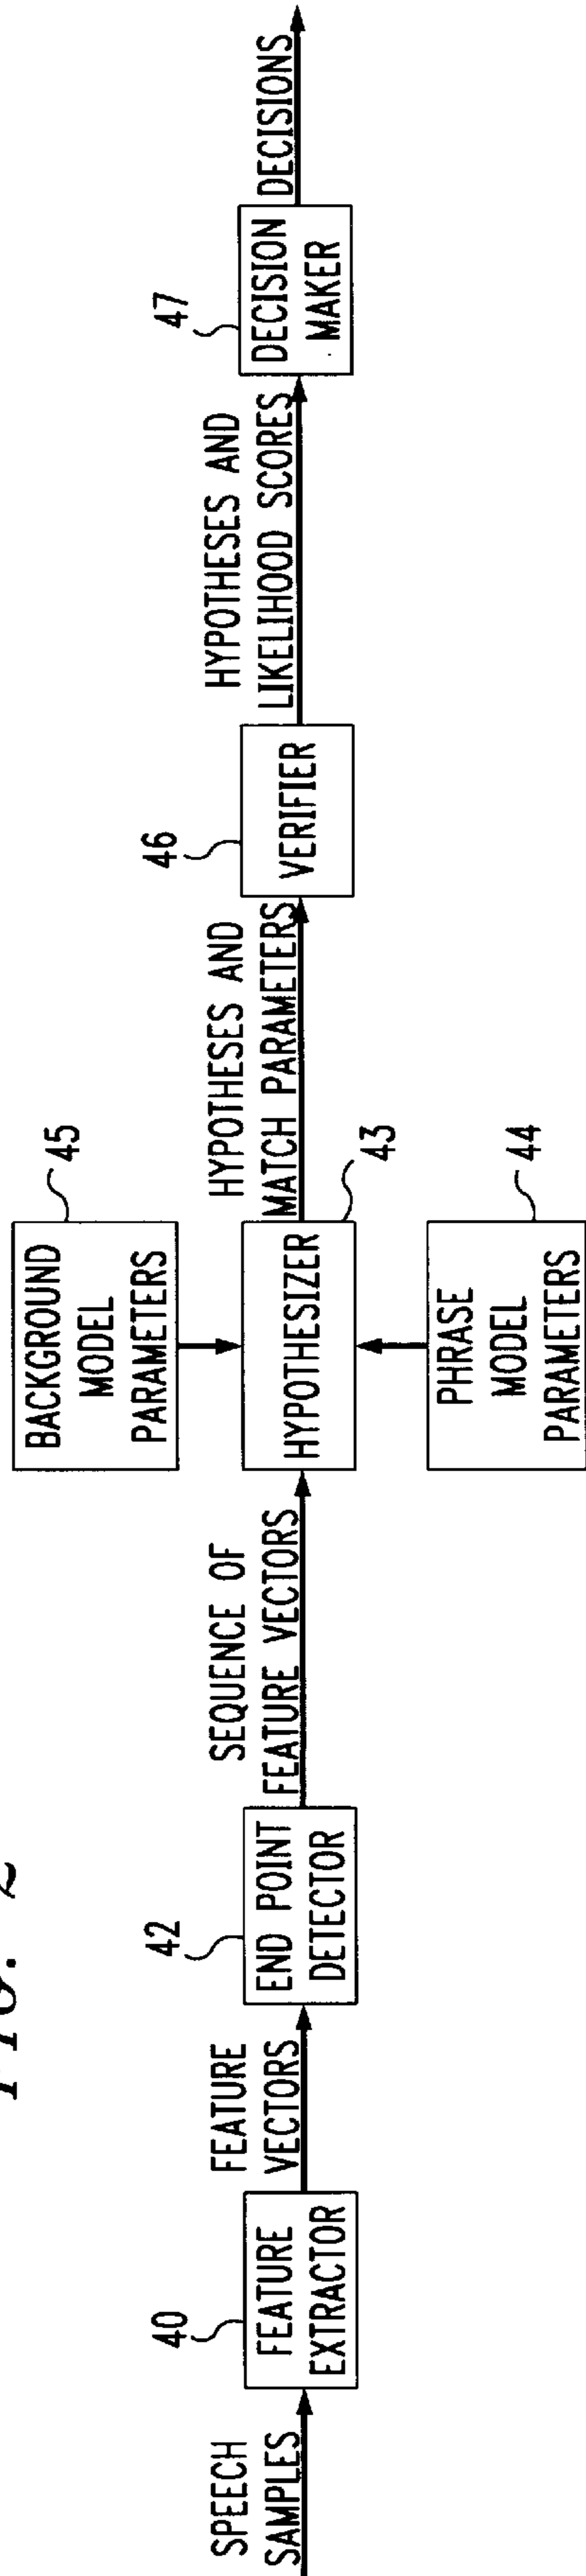 FIG. 2
SPEECH
SAMPLES
40
FEATURE
EXTRACTOR
FEATURE
VECTORS
42
END POINT
DETECTOR
SEQUENCE OF
FEATURE VECTORS
BACKGROUND
MODEL
PARAMETERS
45
HYPOTHESIZER
43
PHRASE
MODEL
PARAMETERS
44
HYPOTHESES AND
MATCH PARAMETERS
46
VERIFIER
HYPOTHESES AND
LIKELIHOOD SCORES
47
DECISION
MAKER
DECISIONS